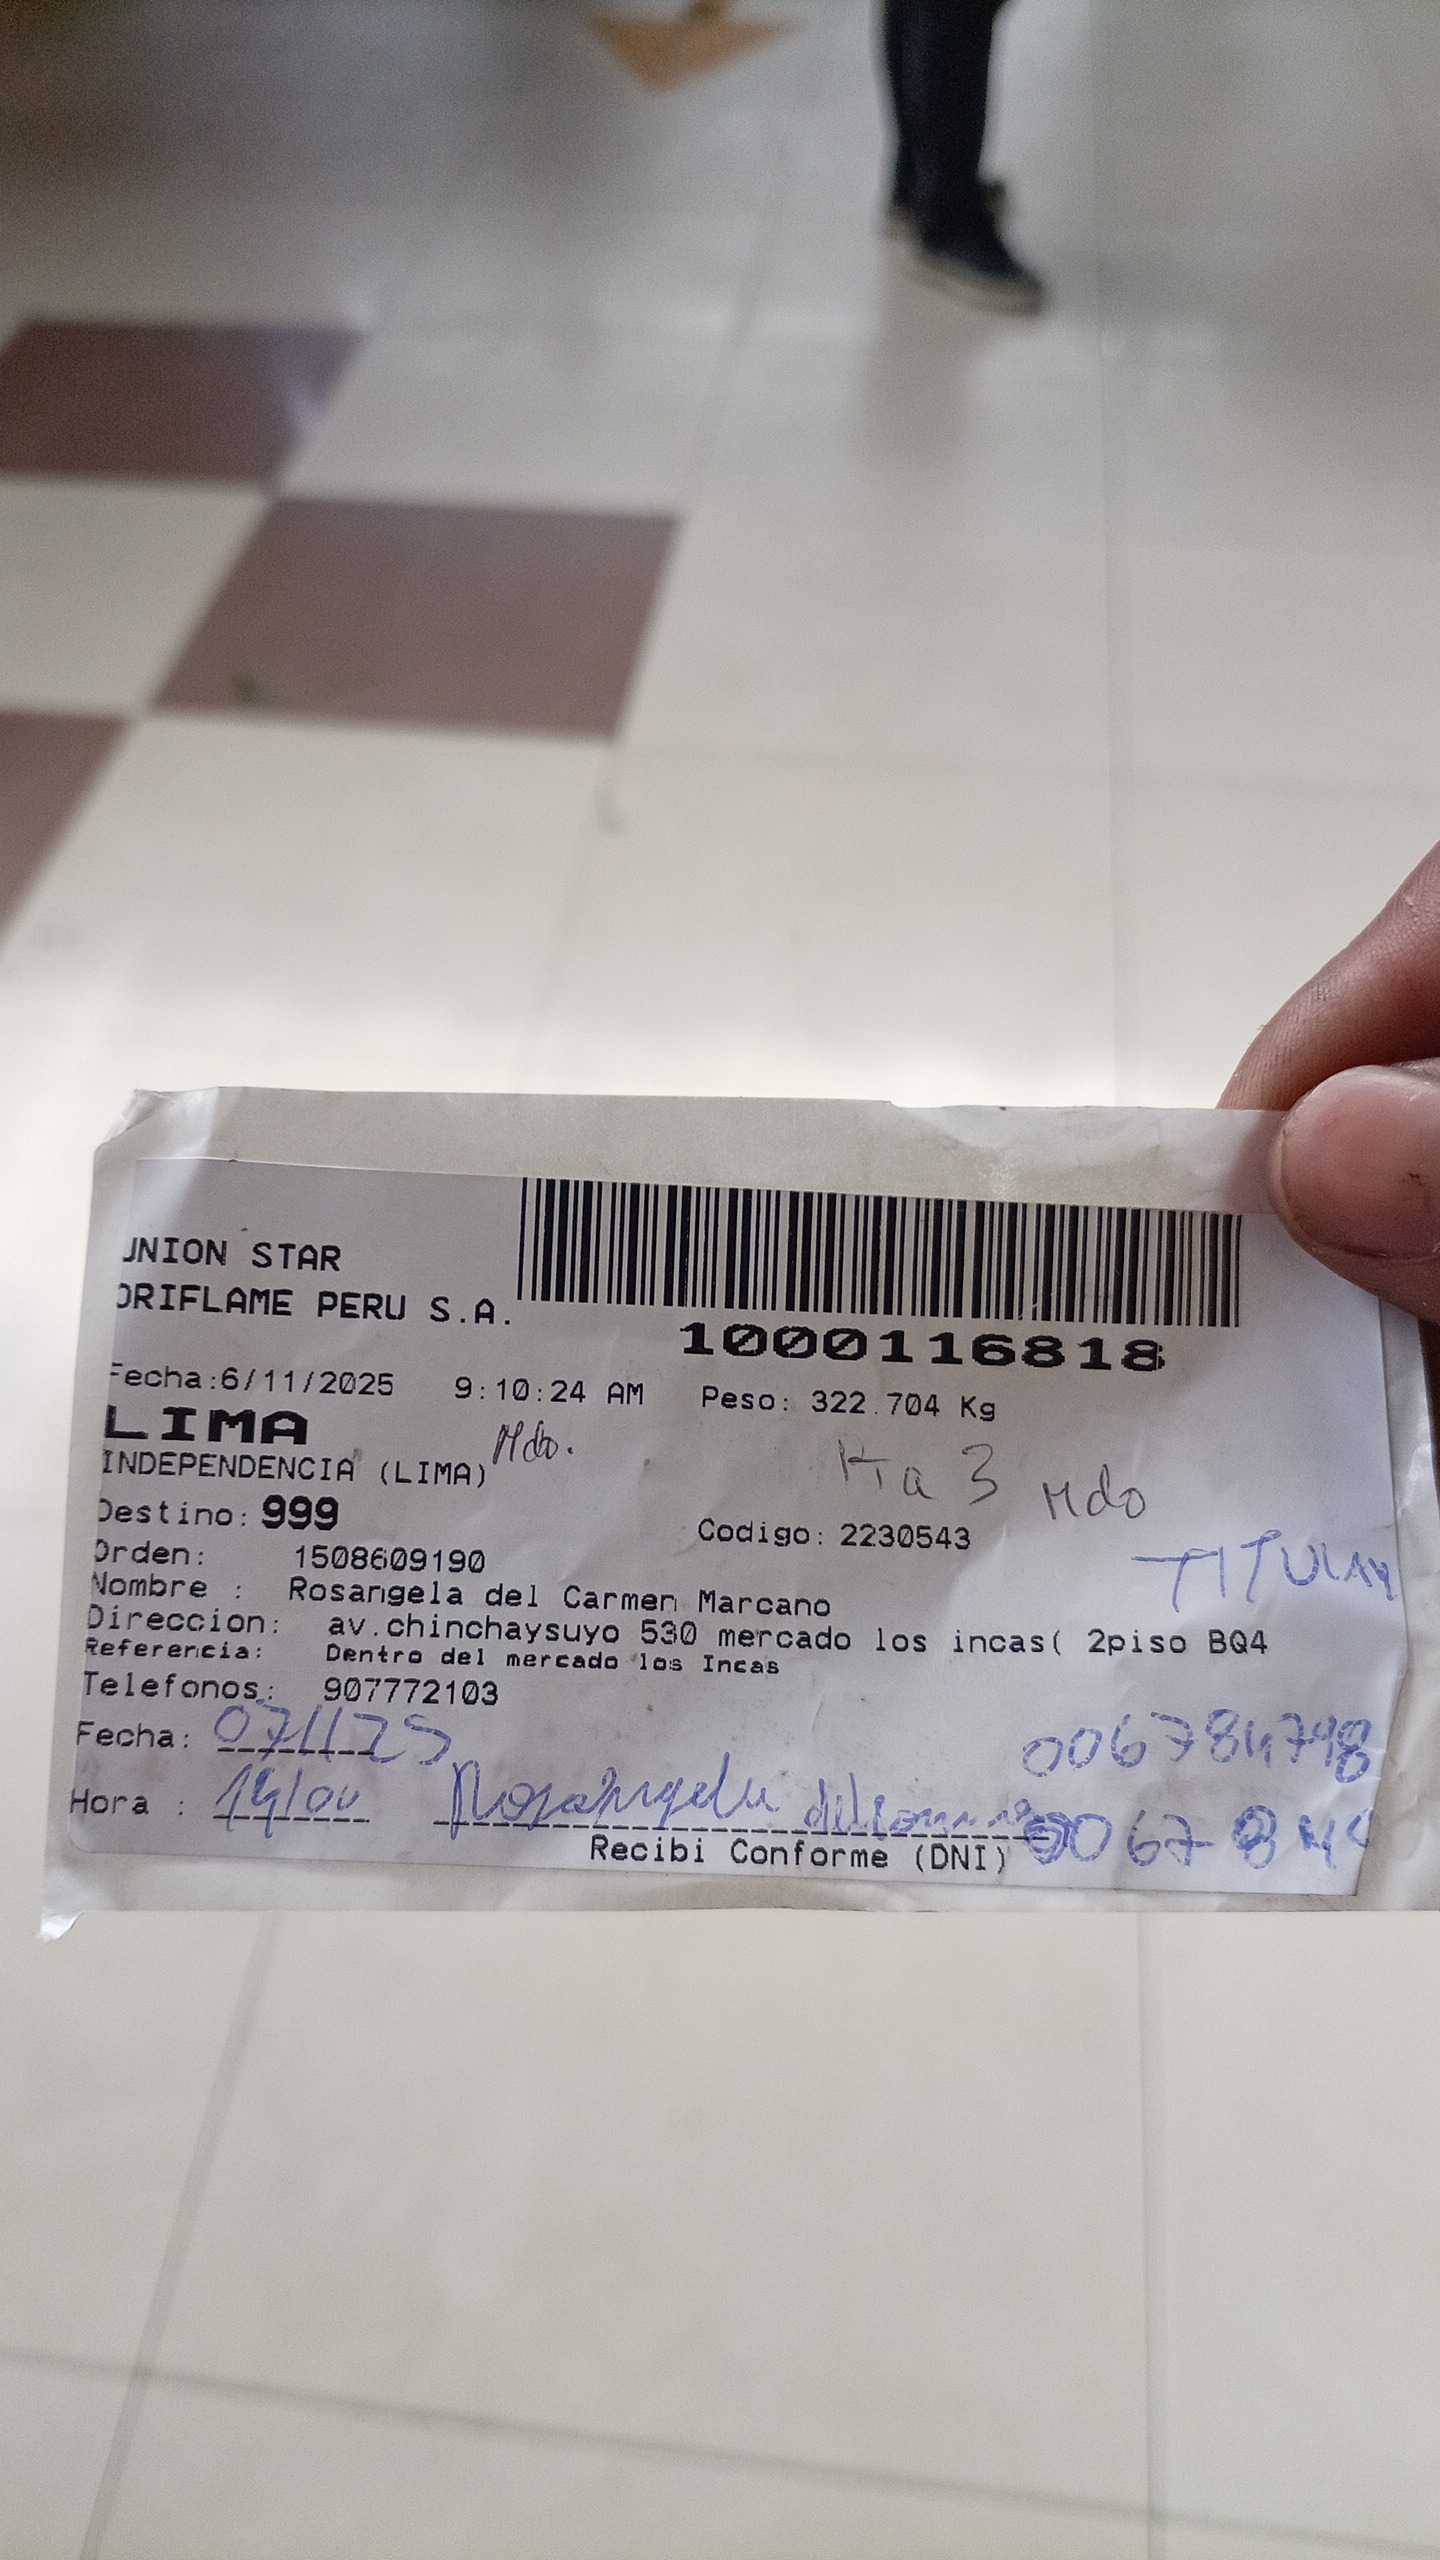 UNION STAR
ORIFLAME PERU S.A.
1000116818
Fecha:6/11/2025 9:10:24 AM Peso: 322.704 Kg
LIMA
INDEPENDENCIA (LIMA) Mdo.
Pta 3 Mdo
Destino: 999
Codigo: 2230543
Orden: 1508609190
TITULAR
Nombre : Rosangela del Carmen Marcano
Direccion: av.chinchaysuyo 530 mercado los incas( 2piso BQ4
Referencia: Dentro del mercado los Incas
Telefonos: 907772103
Fecha: 07/11/25
Hora : 14/00 Rosangela del
Recibi Conforme (DNI)